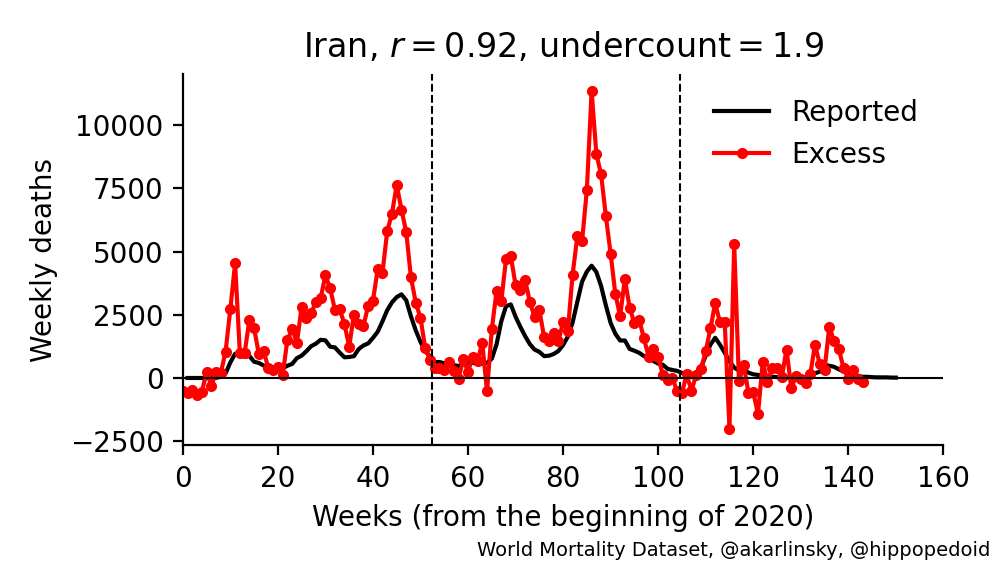 Iran, r = 0.92, undercount = 1.9
Reported
Excess
Weekly deaths
10000
7500
5000
2500
0
−2500
0 20 40 60 80 100 120 140 160
Weeks (from the beginning of 2020)
World Mortality Dataset, @akarlinsky, @hippopedoid